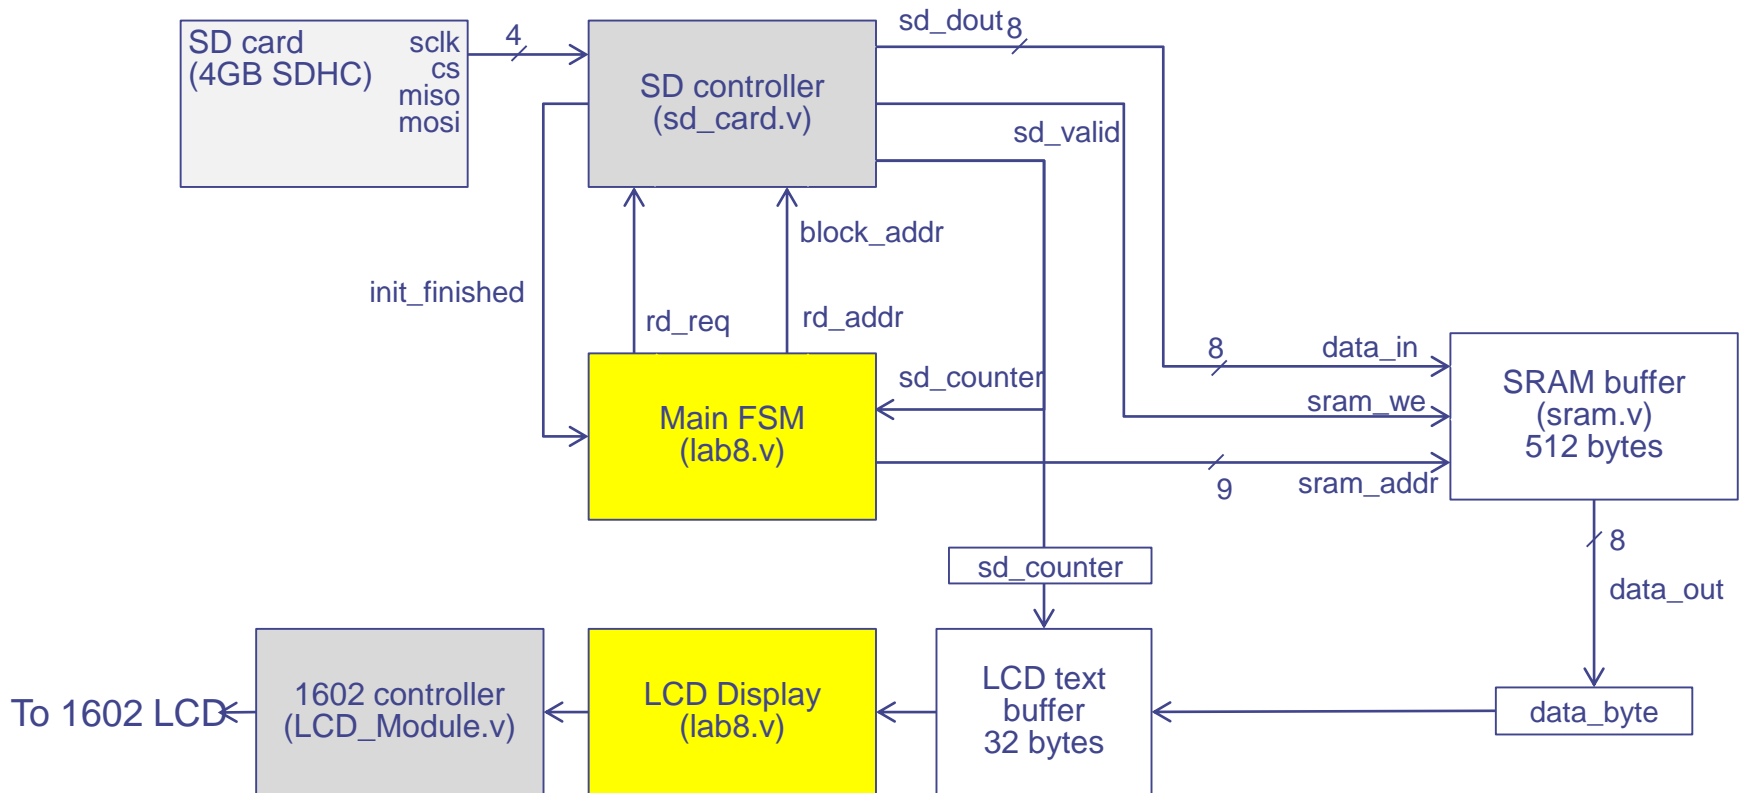 SD card
(4GB SDHC)
sclk
cs
miso
mosi
4
SD controller
(sd_card.v)
sd_dout
8
sd_valid
block_addr
init_finished
rd_req
rd_addr
Main FSM
(lab8.v)
sd_counter
8
data_in
sram_we
9
sram_addr
SRAM buffer
(sram.v)
512 bytes
sd_counter
8
data_out
To 1602 LCD
1602 controller
(LCD_Module.v)
LCD Display
(lab8.v)
LCD text
buffer
32 bytes
data_byte